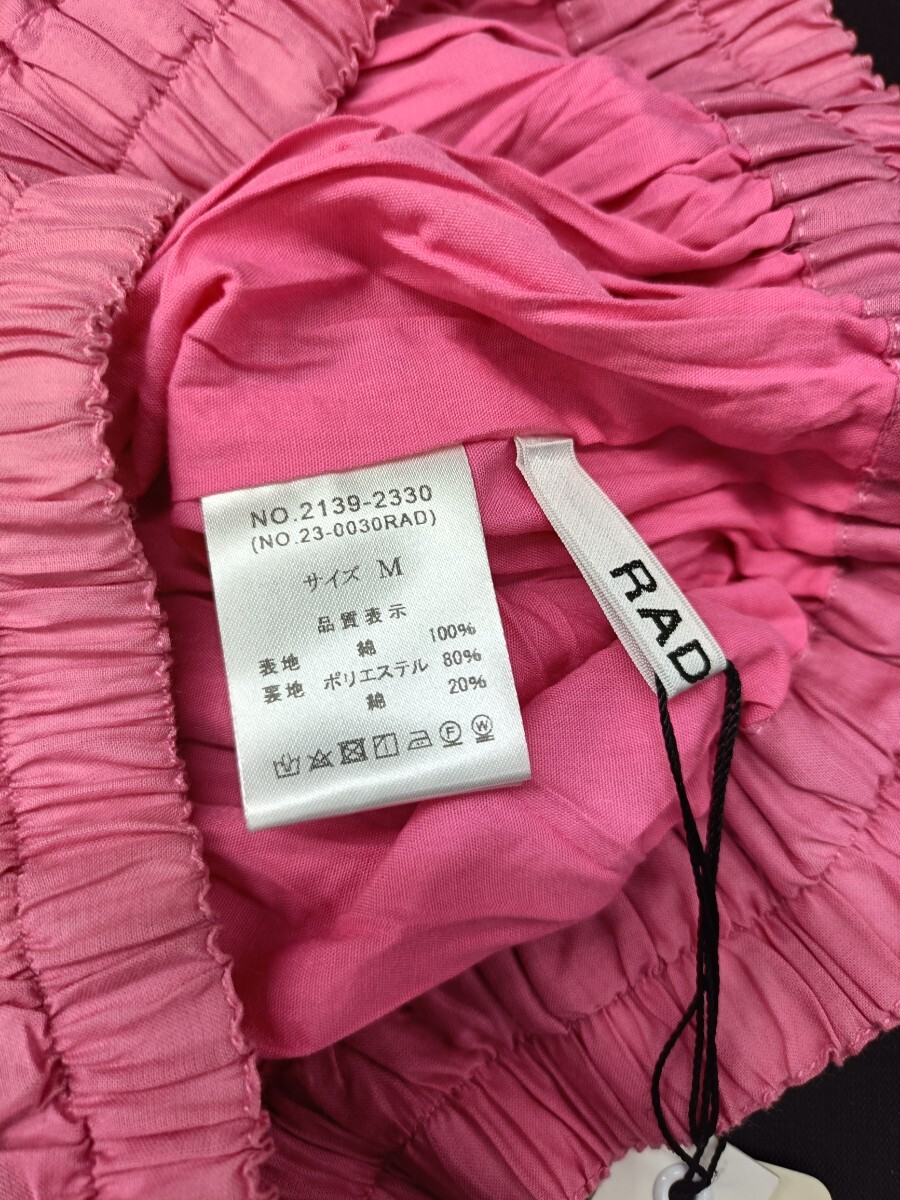 NO.2139-2330
(NO.23-0030RAD)
サイズ M
品質表示
表地 綿 100%
裏地 ポリエステル 80%
綿 20%
F W
RAD